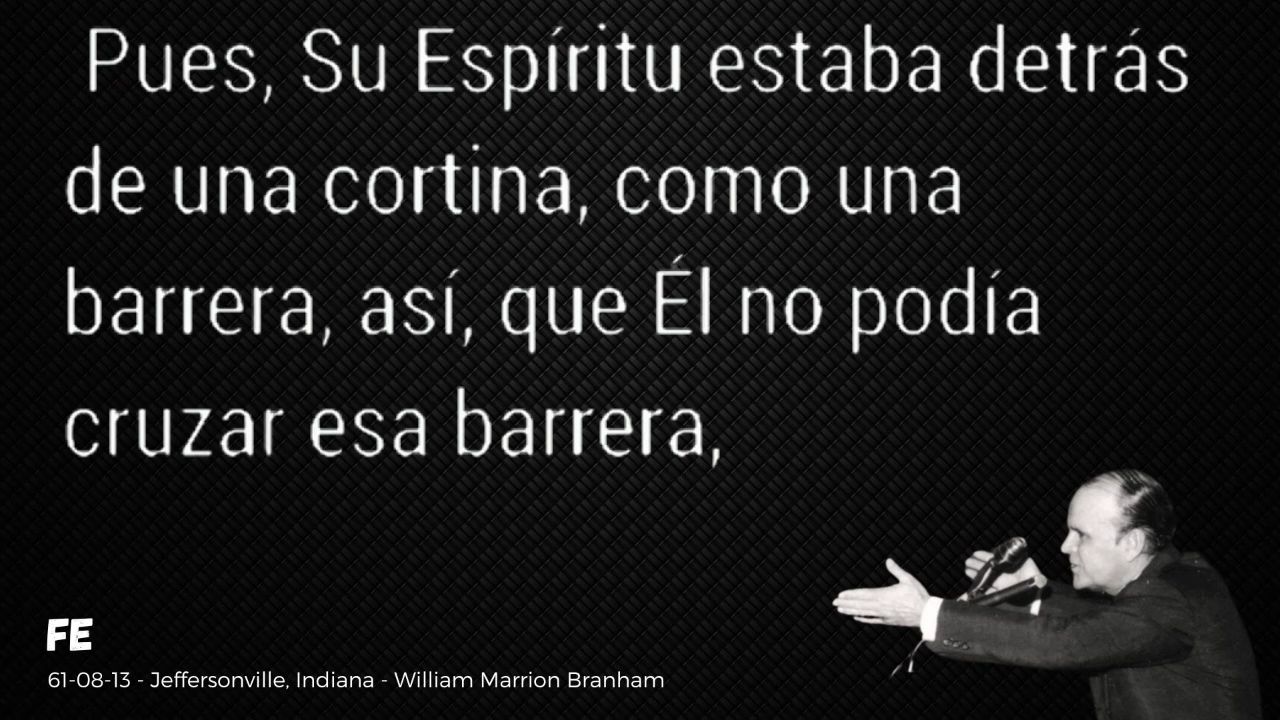 Pues, Su Espíritu estaba detrás
de una cortina, como una
barrera, así, que Él no podía
cruzar esa barrera,
FE
61-08-13 - Jeffersonville, Indiana - William Marrion Branham